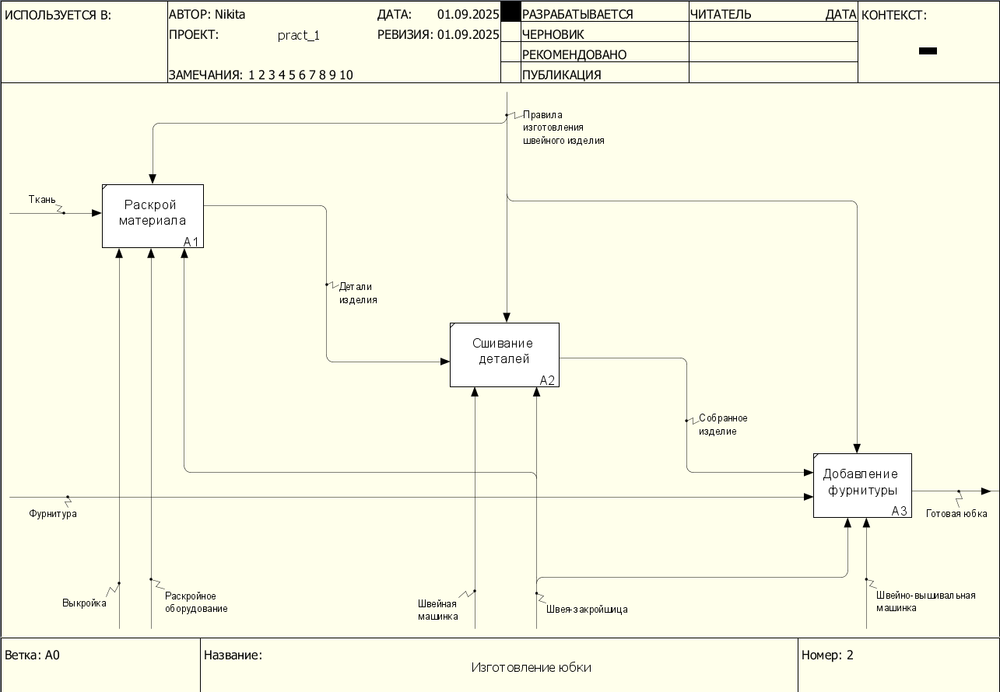 ИСПОЛЬЗУЕТСЯ В:
АВТОР: Nikita
ДАТА: 01.09.2025
ПРОЕКТ: pract_1
РЕВИЗИЯ: 01.09.2025
ЗАМЕЧАНИЯ: 1 2 3 4 5 6 7 8 9 10
РАЗРАБАТЫВАЕТСЯ
ЧЕРНОВИК
РЕКОМЕНДОВАНО
ПУБЛИКАЦИЯ
ЧИТАТЕЛЬ
ДАТА
КОНТЕКСТ:
Правила
изготовления
швейного изделия
Ткань
Раскрой
материала
A1
Детали
изделия
Сшивание
деталей
A2
Собранное
изделие
Добавление
фурнитуры
A3
Фурнитура
Готовая юбка
Выкройка
Раскройное
оборудование
Швейная
машинка
Швея-закройщица
Швейно-вышивальная
машинка
Ветка: A0
Название:
Изготовление юбки
Номер: 2